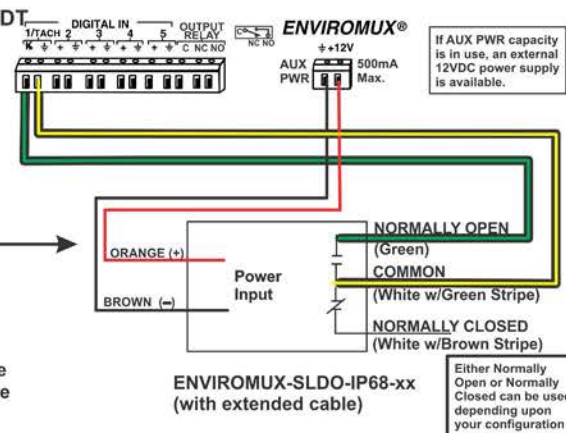 DT
DIGITAL IN
OUTPUT
RELAY
1/TACH 2 3 4 5
+ + + + C NC NO
NC NO
ENVIROMUX®
+12V
AUX
PWR
500mA
Max.
If AUX PWR capacity
is in use, an external
12VDC power supply
is available.
NORMALLY OPEN
(Green)
ORANGE (+)
COMMON
(White w/Green Stripe)
Power
Input
BROWN (−)
NORMALLY CLOSED
(White w/Brown Stripe)
e
e
ENVIROMUX-SLDO-IP68-xx
(with extended cable)
Either Normally
Open or Normally
Closed can be used
depending upon
your configuration